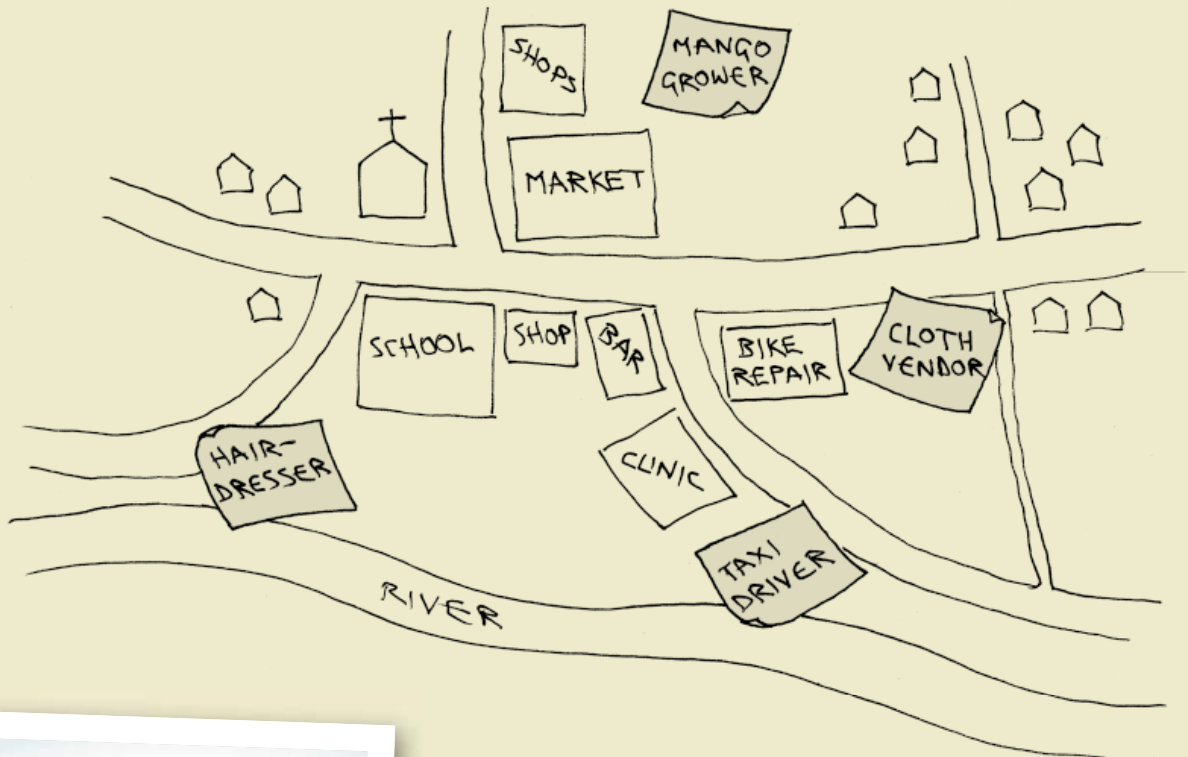 SHOPS
MANGO
GROWER
MARKET
SCHOOL
SHOP
BAR
BIKE
REPAIR
CLOTH
VENDOR
HAIR-
DRESSER
CLINIC
TAXI
DRIVER
RIVER